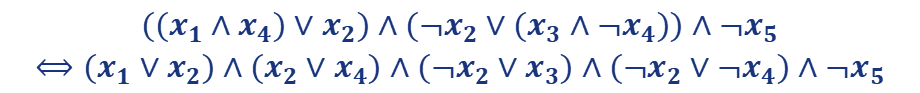 ((x₁ ∧ x₄) ∨ x₂) ∧ (¬x₂ ∨ (x₃ ∧ ¬x₄)) ∧ ¬x₅
⟺ (x₁ ∨ x₂) ∧ (x₂ ∨ x₄) ∧ (¬x₂ ∨ x₃) ∧ (¬x₂ ∨ ¬x₄) ∧ ¬x₅